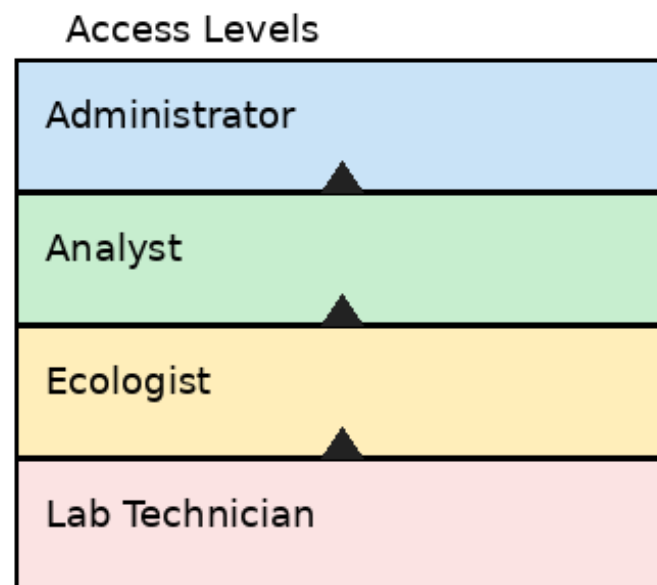 Access Levels
Administrator
Analyst
Ecologist
Lab Technician